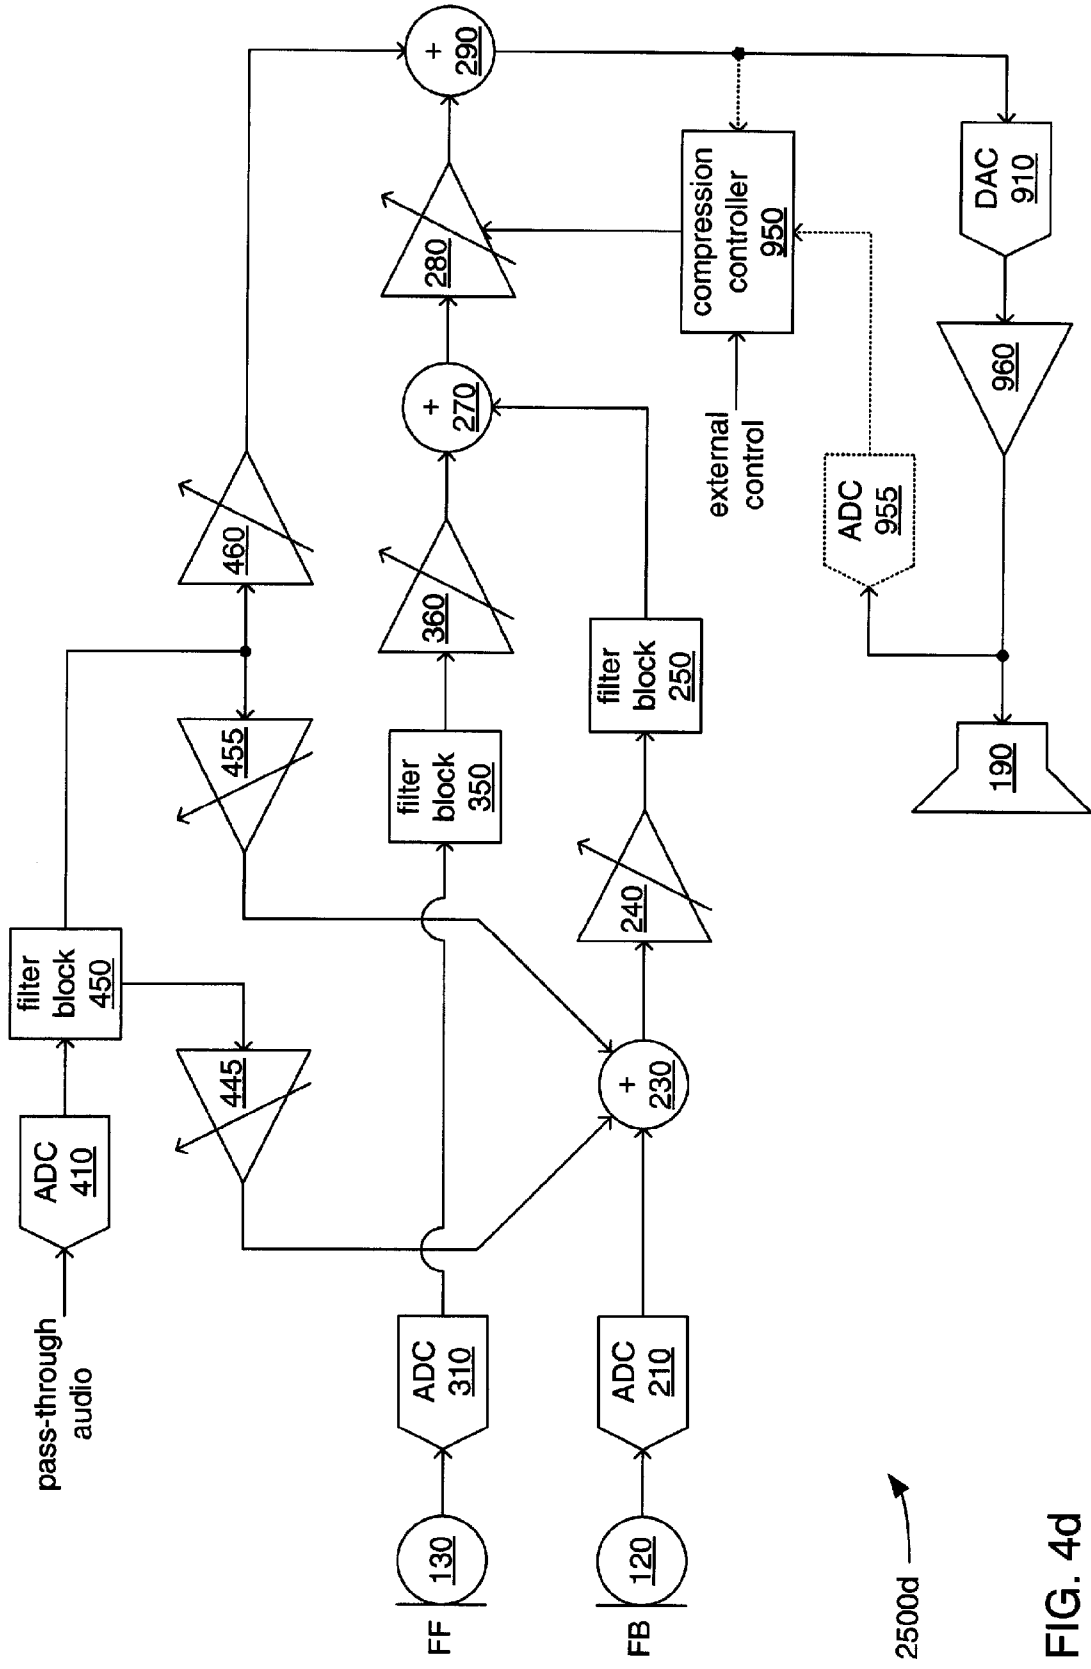 pass-through
audio
ADC
410
filter
block
450
445
455
460
+
290
FF
130
ADC
310
filter
block
350
360
+
270
280
FB
120
ADC
210
+
230
240
filter
block
250
external
control
compression
controller
950
ADC
955
DAC
910
960
190
2500d
FIG. 4d